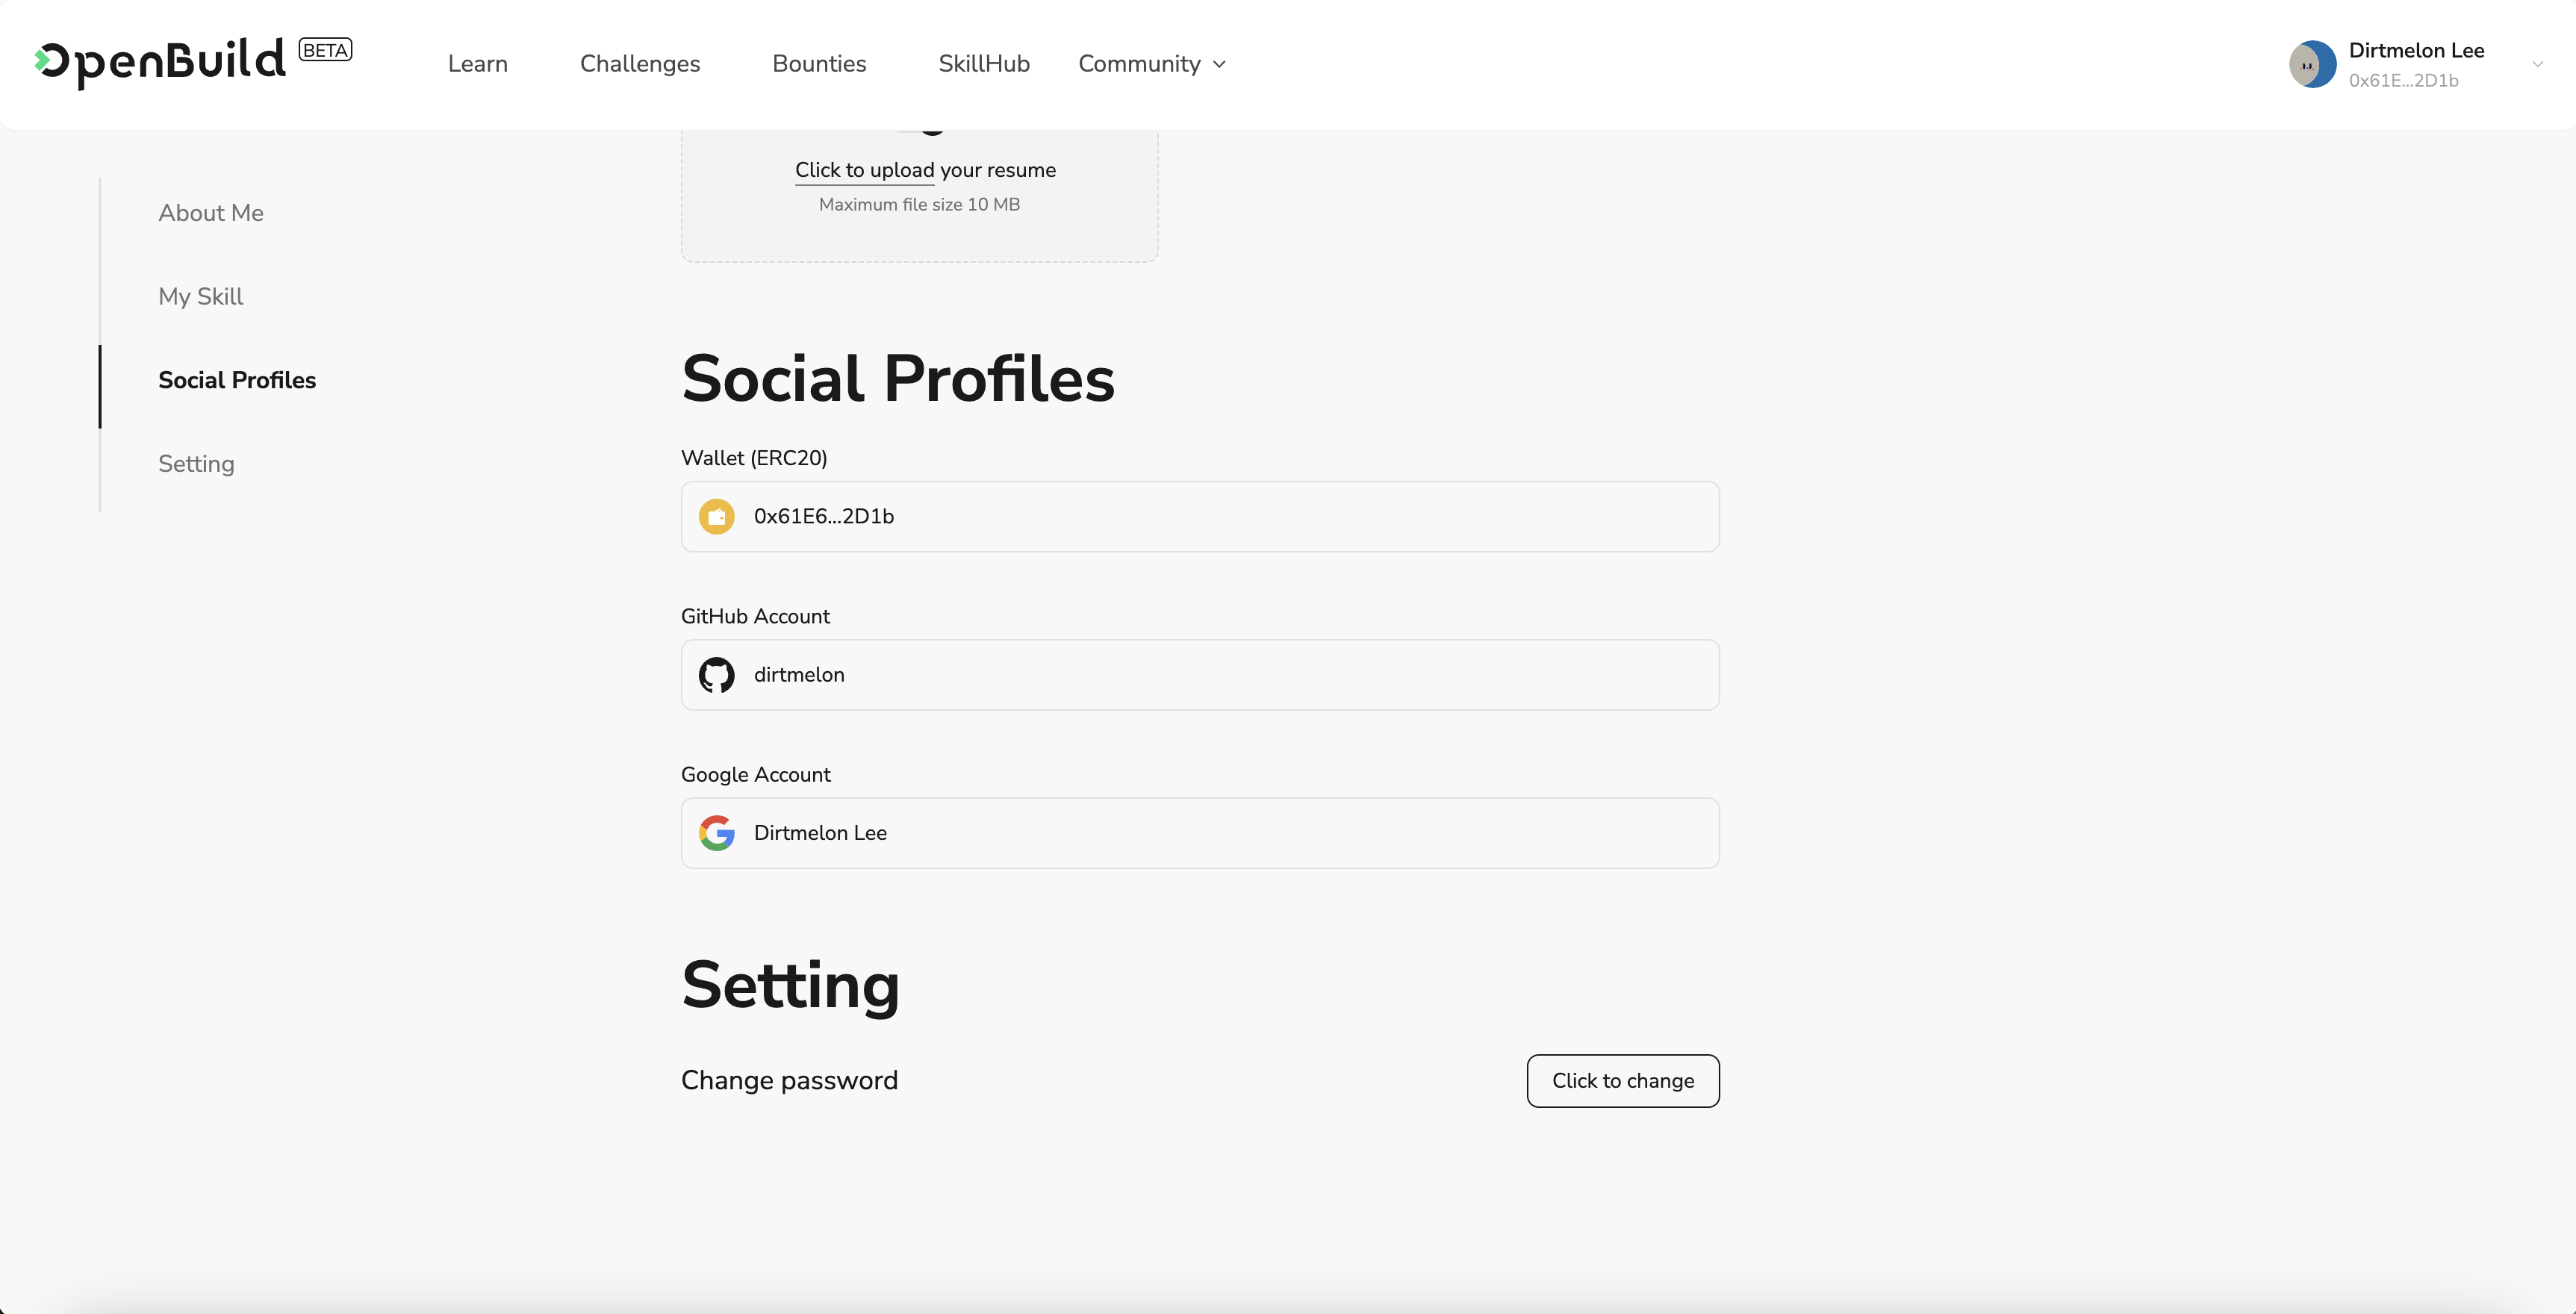 OpenBuild BETA
Learn
Challenges
Bounties
SkillHub
Community
Dirtmelon Lee
0x61E...2D1b
About Me
My Skill
Social Profiles
Setting
Click to upload your resume
Maximum file size 10 MB
Social Profiles
Wallet (ERC20)
0x61E6...2D1b
GitHub Account
dirtmelon
Google Account
Dirtmelon Lee
Setting
Change password
Click to change